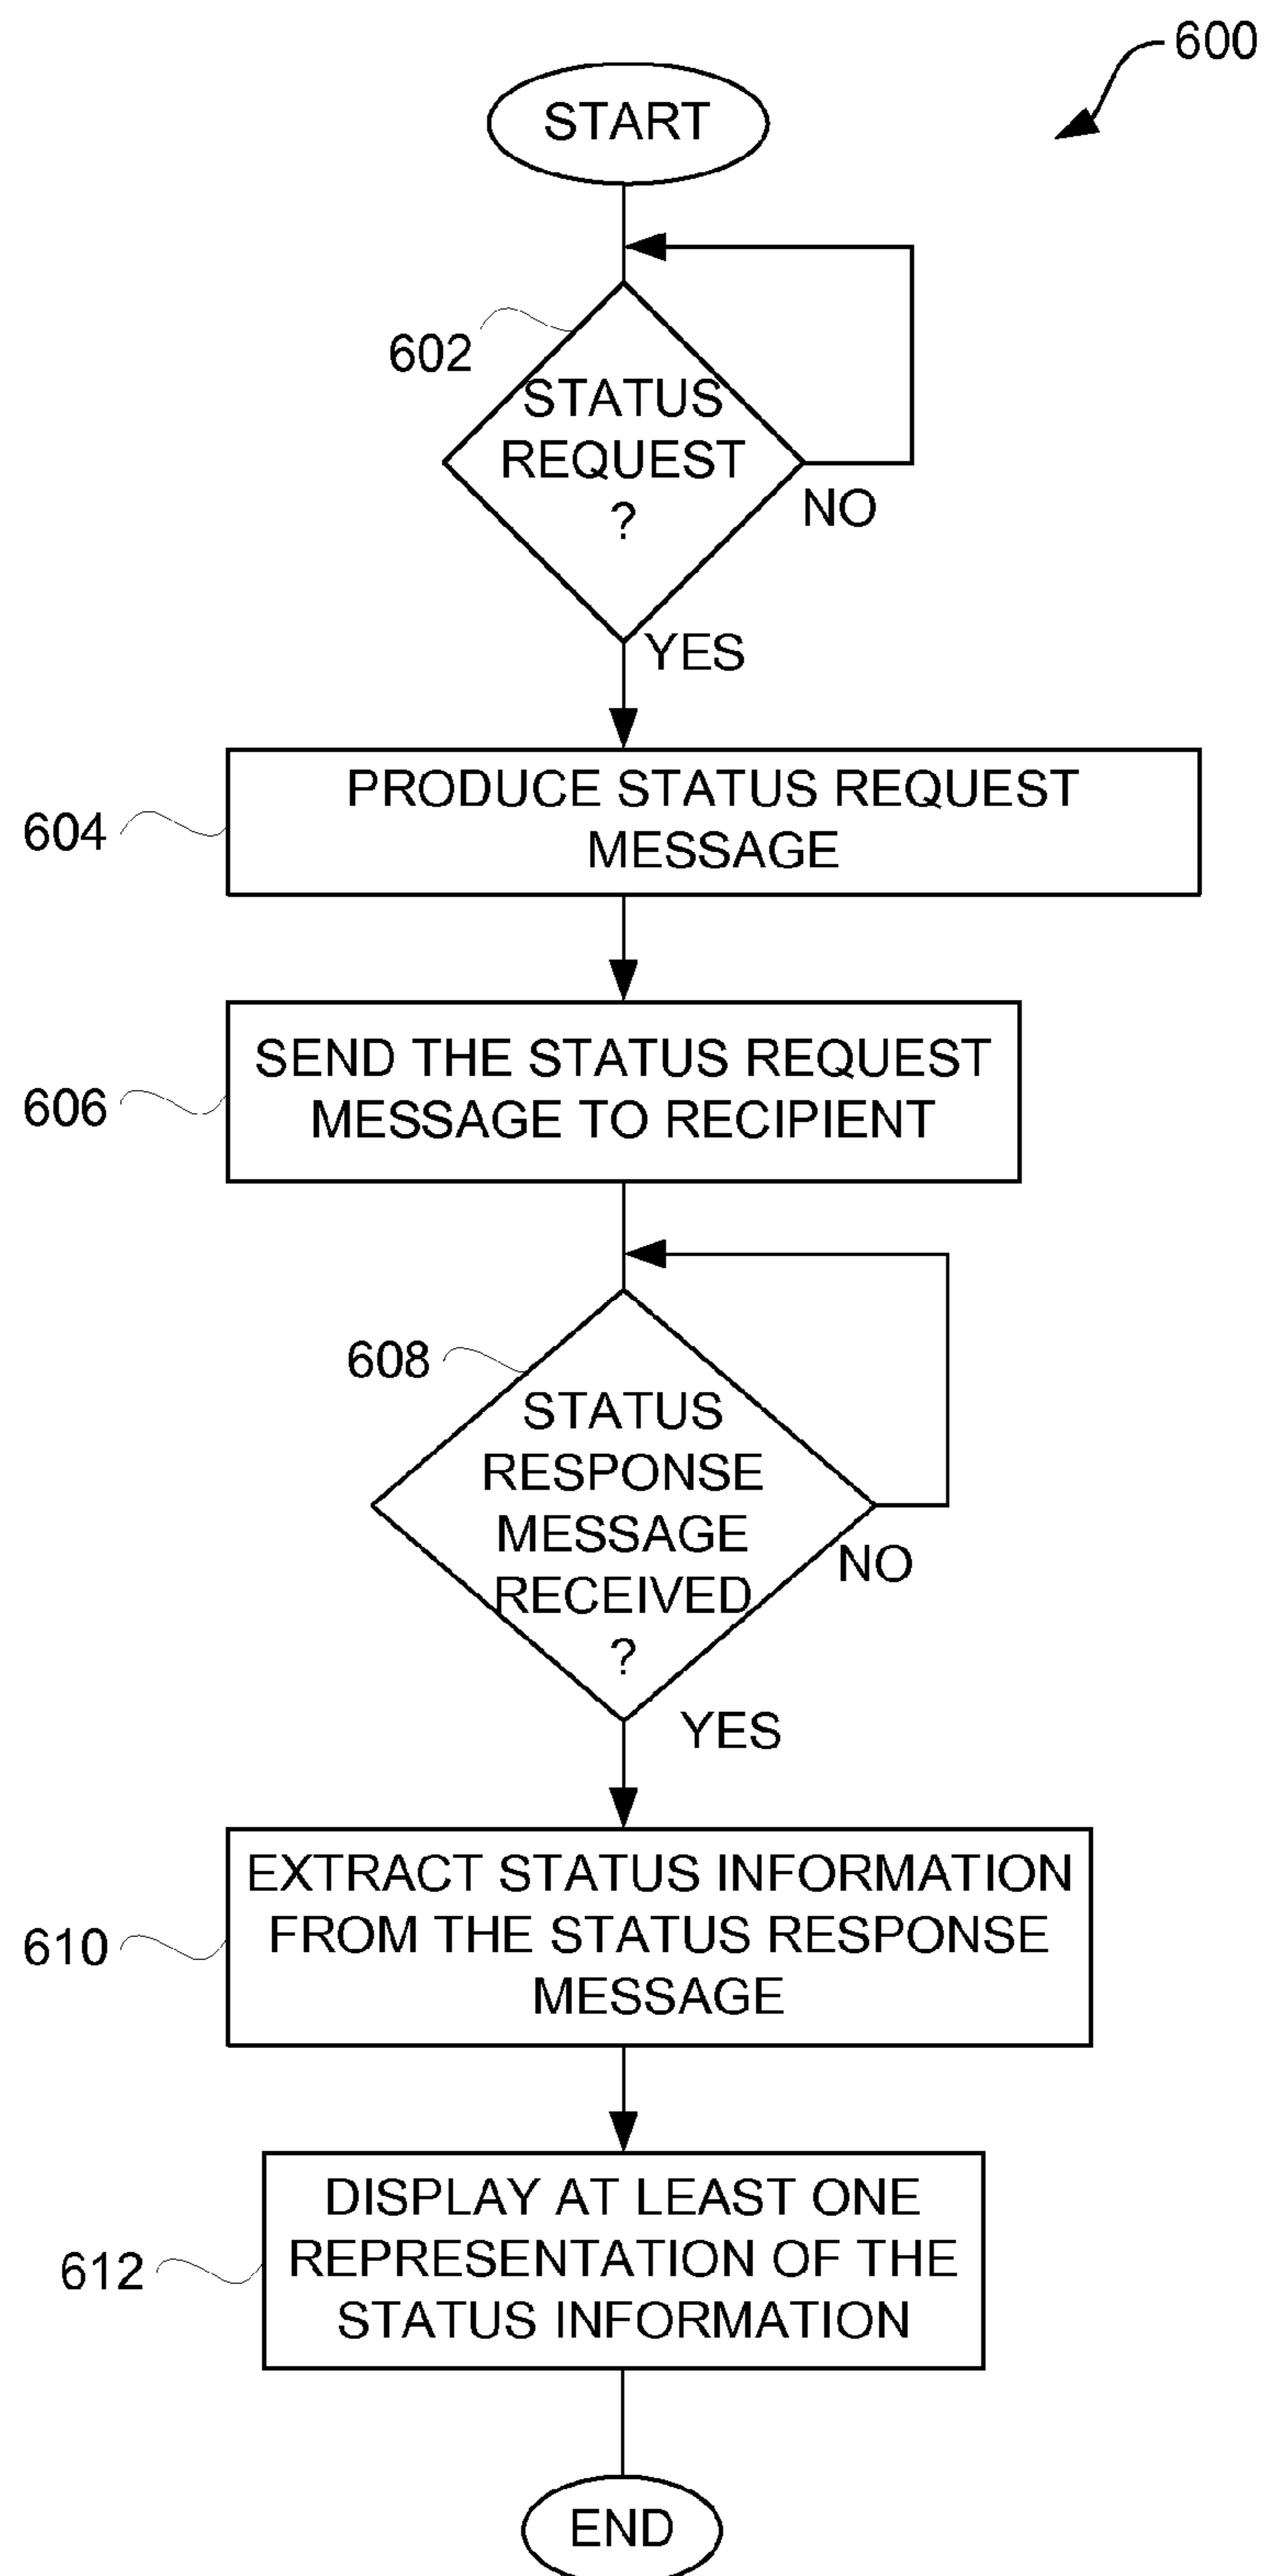 600
START
602
STATUS
REQUEST
?
NO
YES
604
PRODUCE STATUS REQUEST
MESSAGE
606
SEND THE STATUS REQUEST
MESSAGE TO RECIPIENT
608
STATUS
RESPONSE
MESSAGE
RECEIVED
?
NO
YES
610
EXTRACT STATUS INFORMATION
FROM THE STATUS RESPONSE
MESSAGE
612
DISPLAY AT LEAST ONE
REPRESENTATION OF THE
STATUS INFORMATION
END